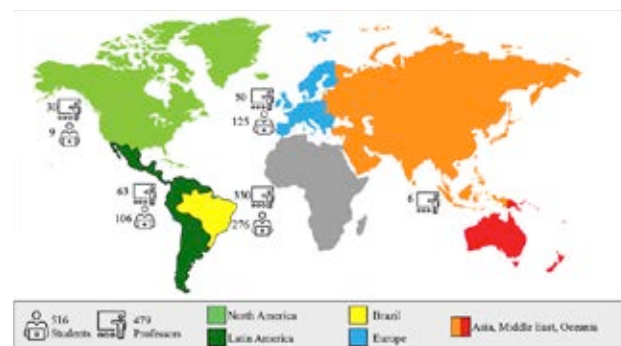 50
30
125
9
63
330
6
106
276
516
Students
479
Professors
North America
Latin America
Brazil
Europe
Asia, Middle East, Oceania